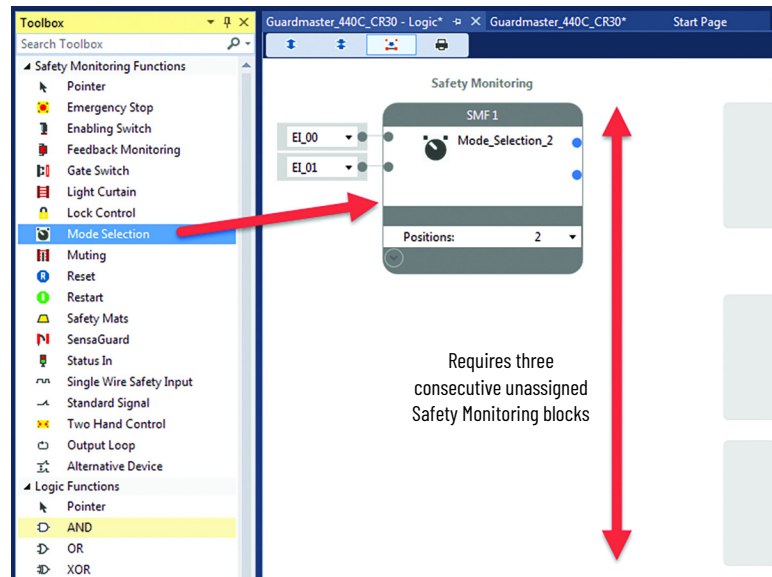 Toolbox
Search Toolbox
Safety Monitoring Functions
Pointer
Emergency Stop
Enabling Switch
Feedback Monitoring
Gate Switch
Light Curtain
Lock Control
Mode Selection
Muting
Reset
Restart
Safety Mats
SensaGuard
Status In
Single Wire Safety Input
Standard Signal
Two Hand Control
Output Loop
Alternative Device
Logic Functions
Pointer
AND
OR
XOR
Guardmaster_440C_CR30 - Logic* Guardmaster_440C_CR30* Start Page
Safety Monitoring
SMF 1
EI_00
Mode_Selection_2
EI_01
Positions: 2
Requires three
consecutive unassigned
Safety Monitoring blocks